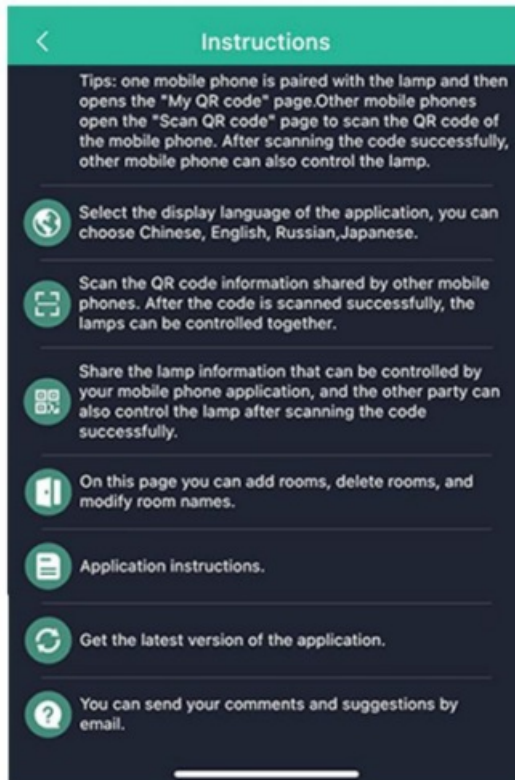 Instructions
Tips: one mobile phone is paired with the lamp and then
opens the "My QR code" page.Other mobile phones
open the "Scan QR code" page to scan the QR code of
the mobile phone. After scanning the code successfully,
other mobile phone can also control the lamp.
Select the display language of the application, you can
choose Chinese, English, Russian,Japanese.
Scan the QR code information shared by other mobile
phones. After the code is scanned successfully, the
lamps can be controlled together.
Share the lamp information that can be controlled by
your mobile phone application, and the other party can
also control the lamp after scanning the code
successfully.
On this page you can add rooms, delete rooms, and
modify room names.
Application instructions.
Get the latest version of the application.
You can send your comments and suggestions by
email.